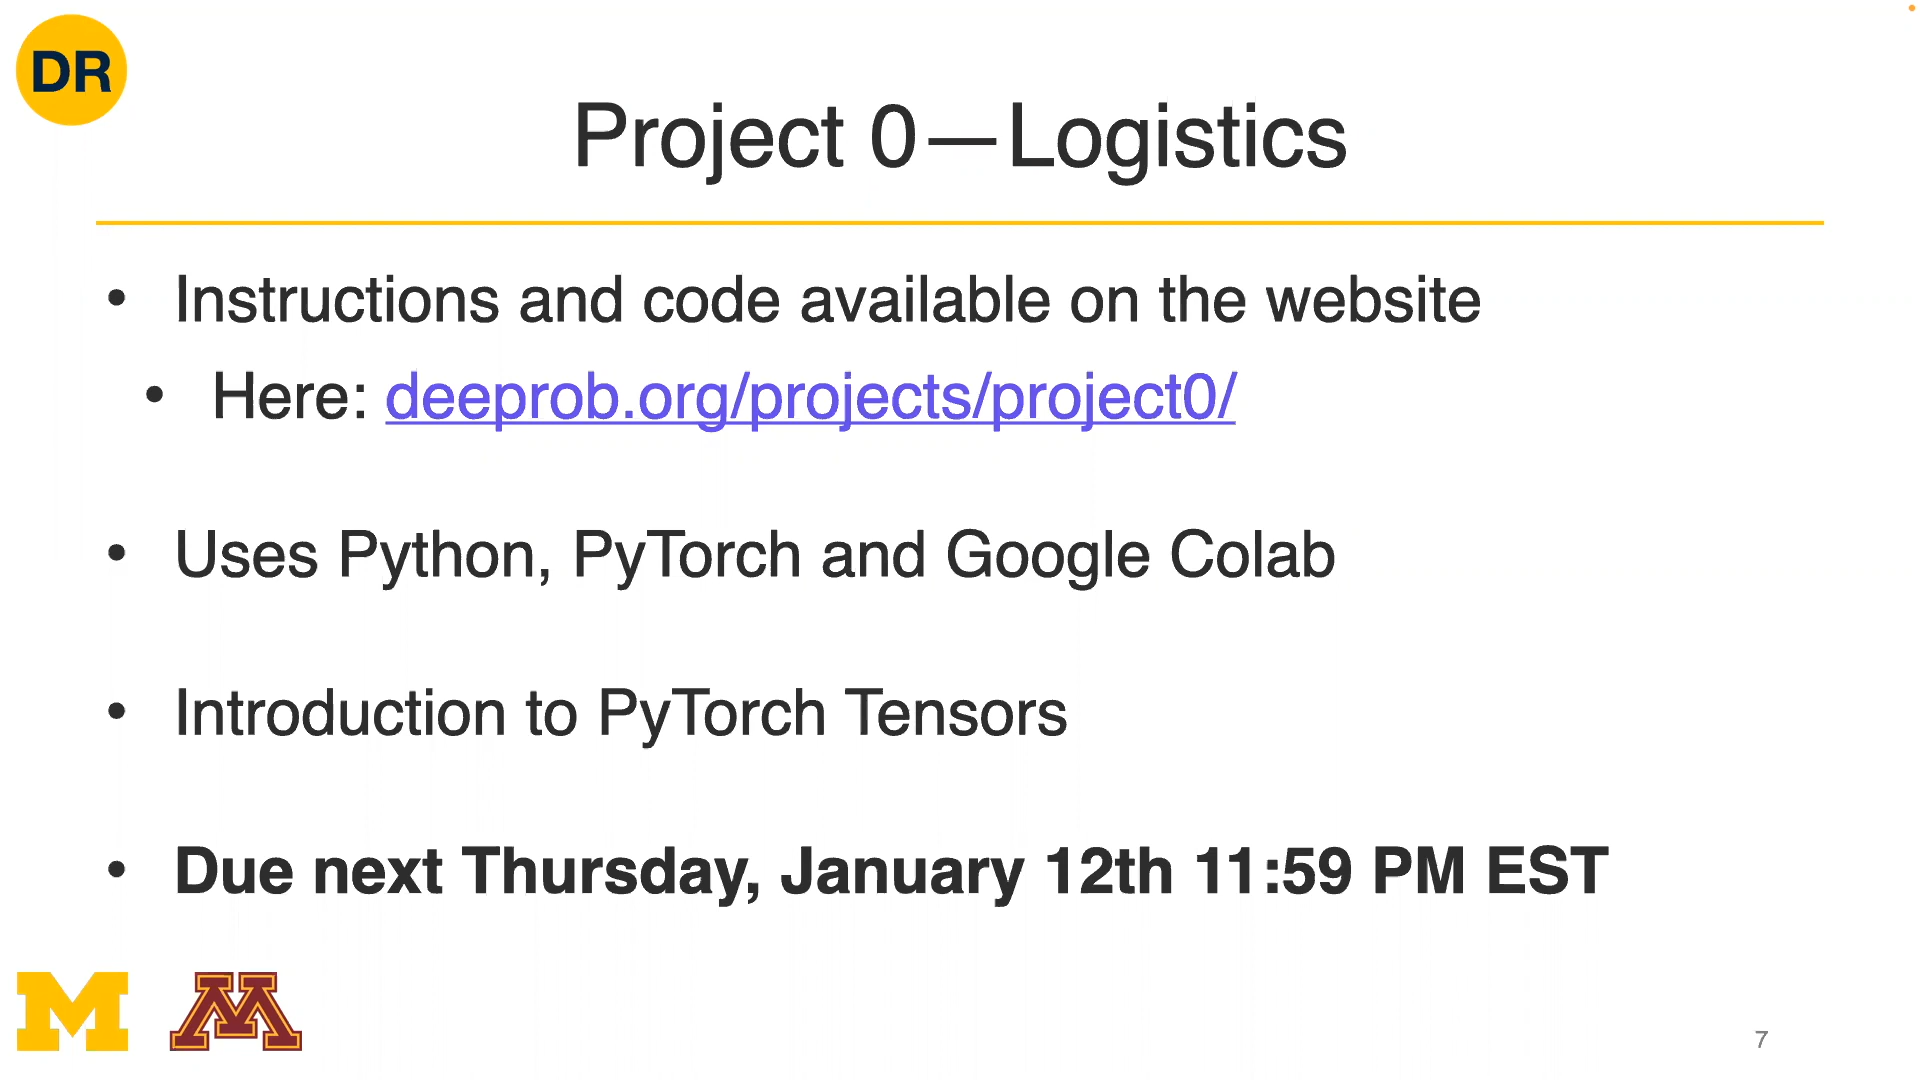 DR
Project 0—Logistics
• Instructions and code available on the website
• Here: deeprob.org/projects/project0/
• Uses Python, PyTorch and Google Colab
• Introduction to PyTorch Tensors
• Due next Thursday, January 12th 11:59 PM EST
M M
7